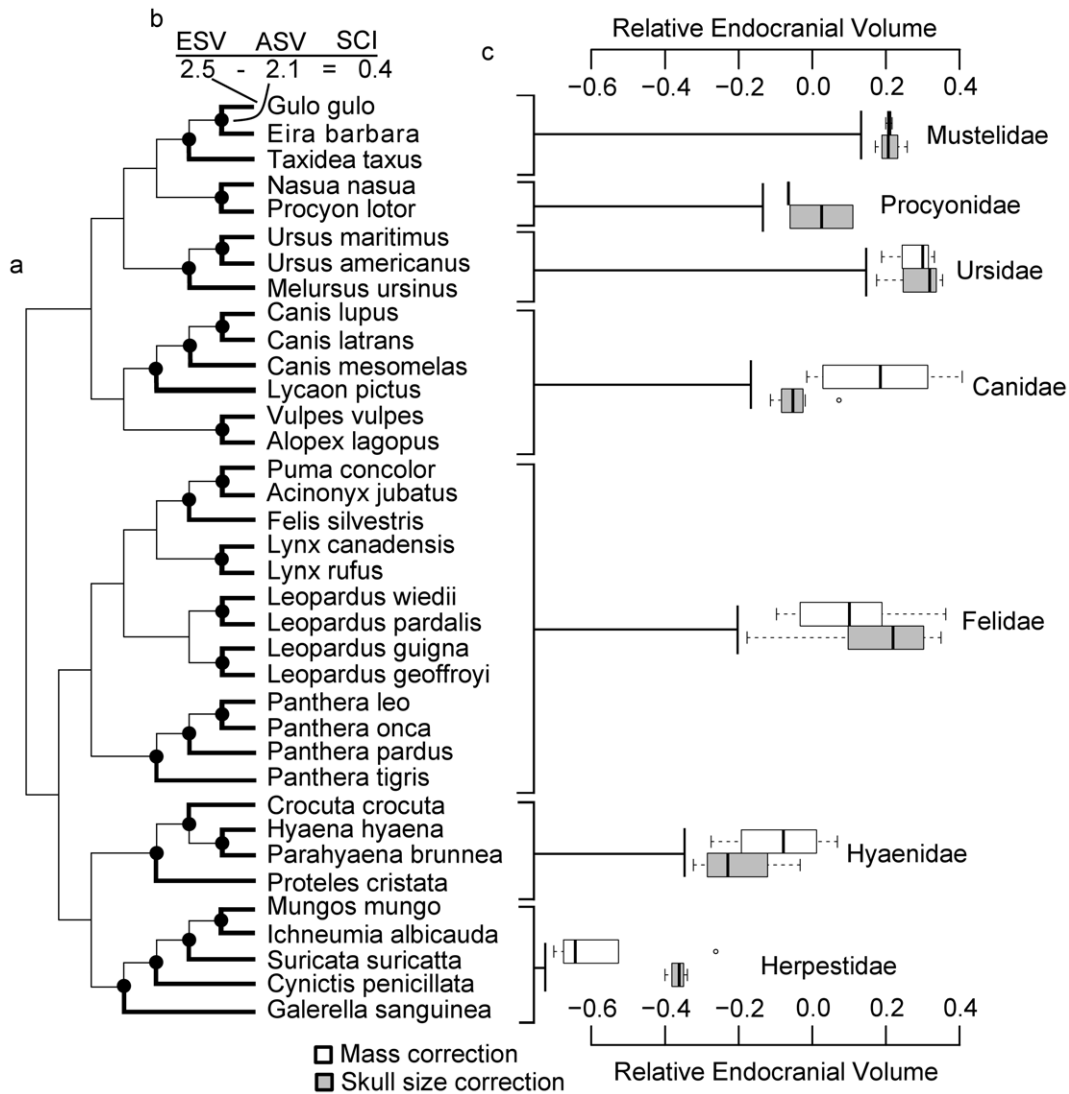 b
ESV ASV SCI
2.5 - 2.1 = 0.4
a
Gulo gulo
Eira barbara
Taxidea taxus
Nasua nasua
Procyon lotor
Ursus maritimus
Ursus americanus
Melursus ursinus
Canis lupus
Canis latrans
Canis mesomelas
Lycaon pictus
Vulpes vulpes
Alopex lagopus
Puma concolor
Acinonyx jubatus
Felis silvestris
Lynx canadensis
Lynx rufus
Leopardus wiedii
Leopardus pardalis
Leopardus guigna
Leopardus geoffroyi
Panthera leo
Panthera onca
Panthera pardus
Panthera tigris
Crocuta crocuta
Hyaena hyaena
Parahyaena brunnea
Proteles cristata
Mungos mungo
Ichneumia albicauda
Suricata suricatta
Cynictis penicillata
Galerella sanguinea
Mass correction
Skull size correction
c
Relative Endocranial Volume
−0.6 −0.4 −0.2 0.0 0.2 0.4
Mustelidae
Procyonidae
Ursidae
Canidae
Felidae
Hyaenidae
Herpestidae
−0.6 −0.4 −0.2 0.0 0.2 0.4
Relative Endocranial Volume